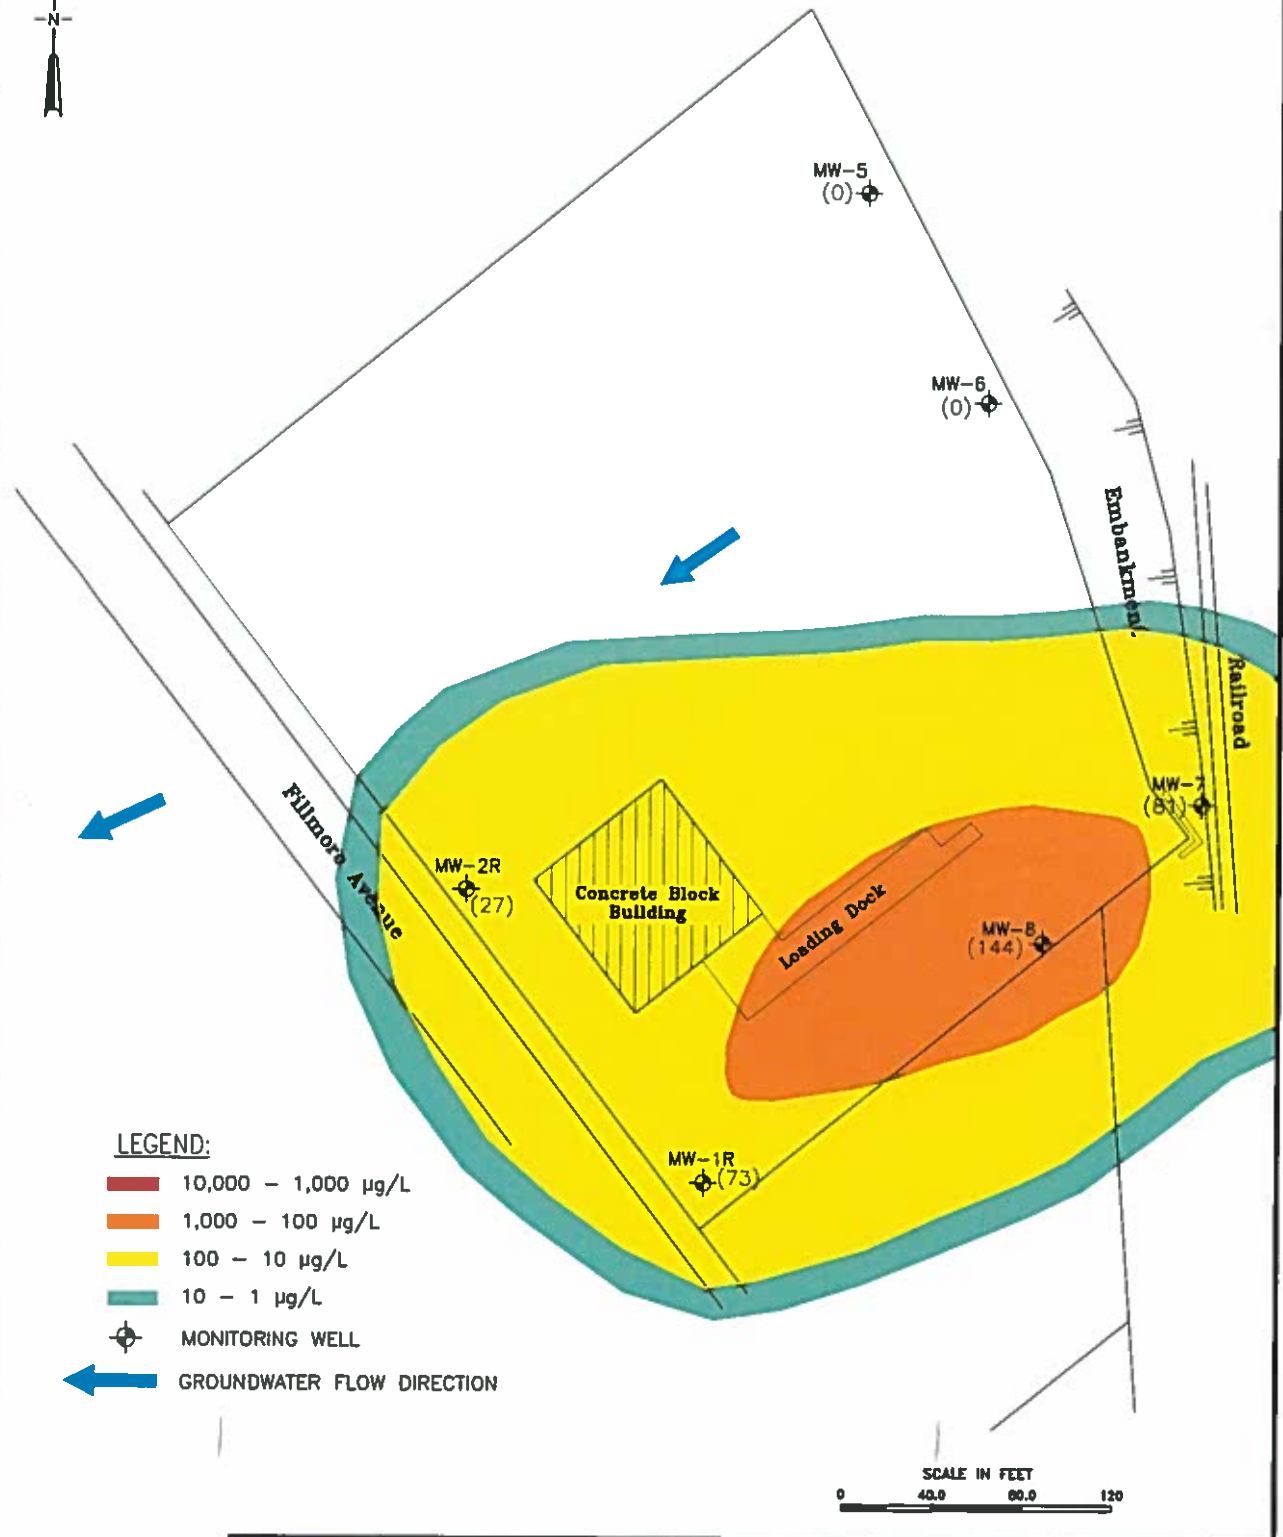 N
MW-5
(0)
MW-6
(0)
Embankment
Railroad
MW-7
(81)
Fillmore Avenue
MW-2R
(27)
Concrete Block
Building
Loading Dock
MW-8
(144)
MW-1R
(73)
LEGEND:
10,000 - 1,000 µg/L
1,000 - 100 µg/L
100 - 10 µg/L
10 - 1 µg/L
MONITORING WELL
GROUNDWATER FLOW DIRECTION
SCALE IN FEET
0 40.0 80.0 120